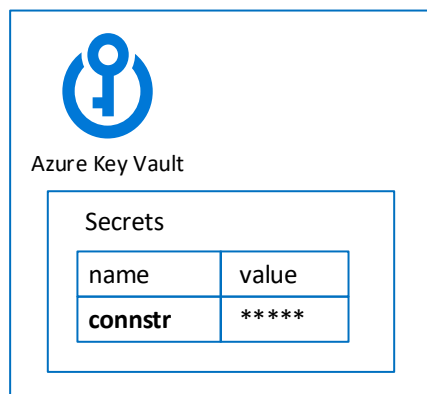 Azure Key Vault
Secrets
name value
connstr *****